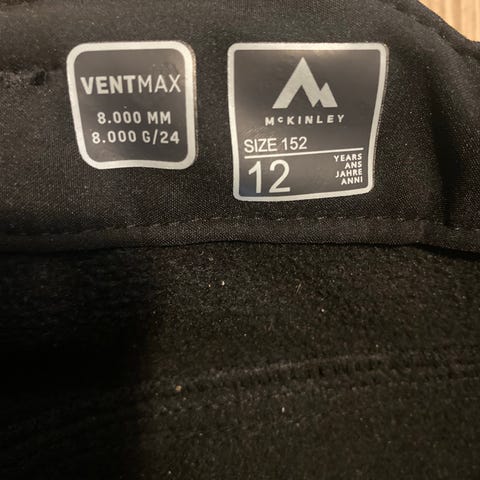 VENTMAX
8.000 MM
8.000 G/24
McKINLEY
SIZE 152
12
YEARS
ANS
JAHRE
ANNI